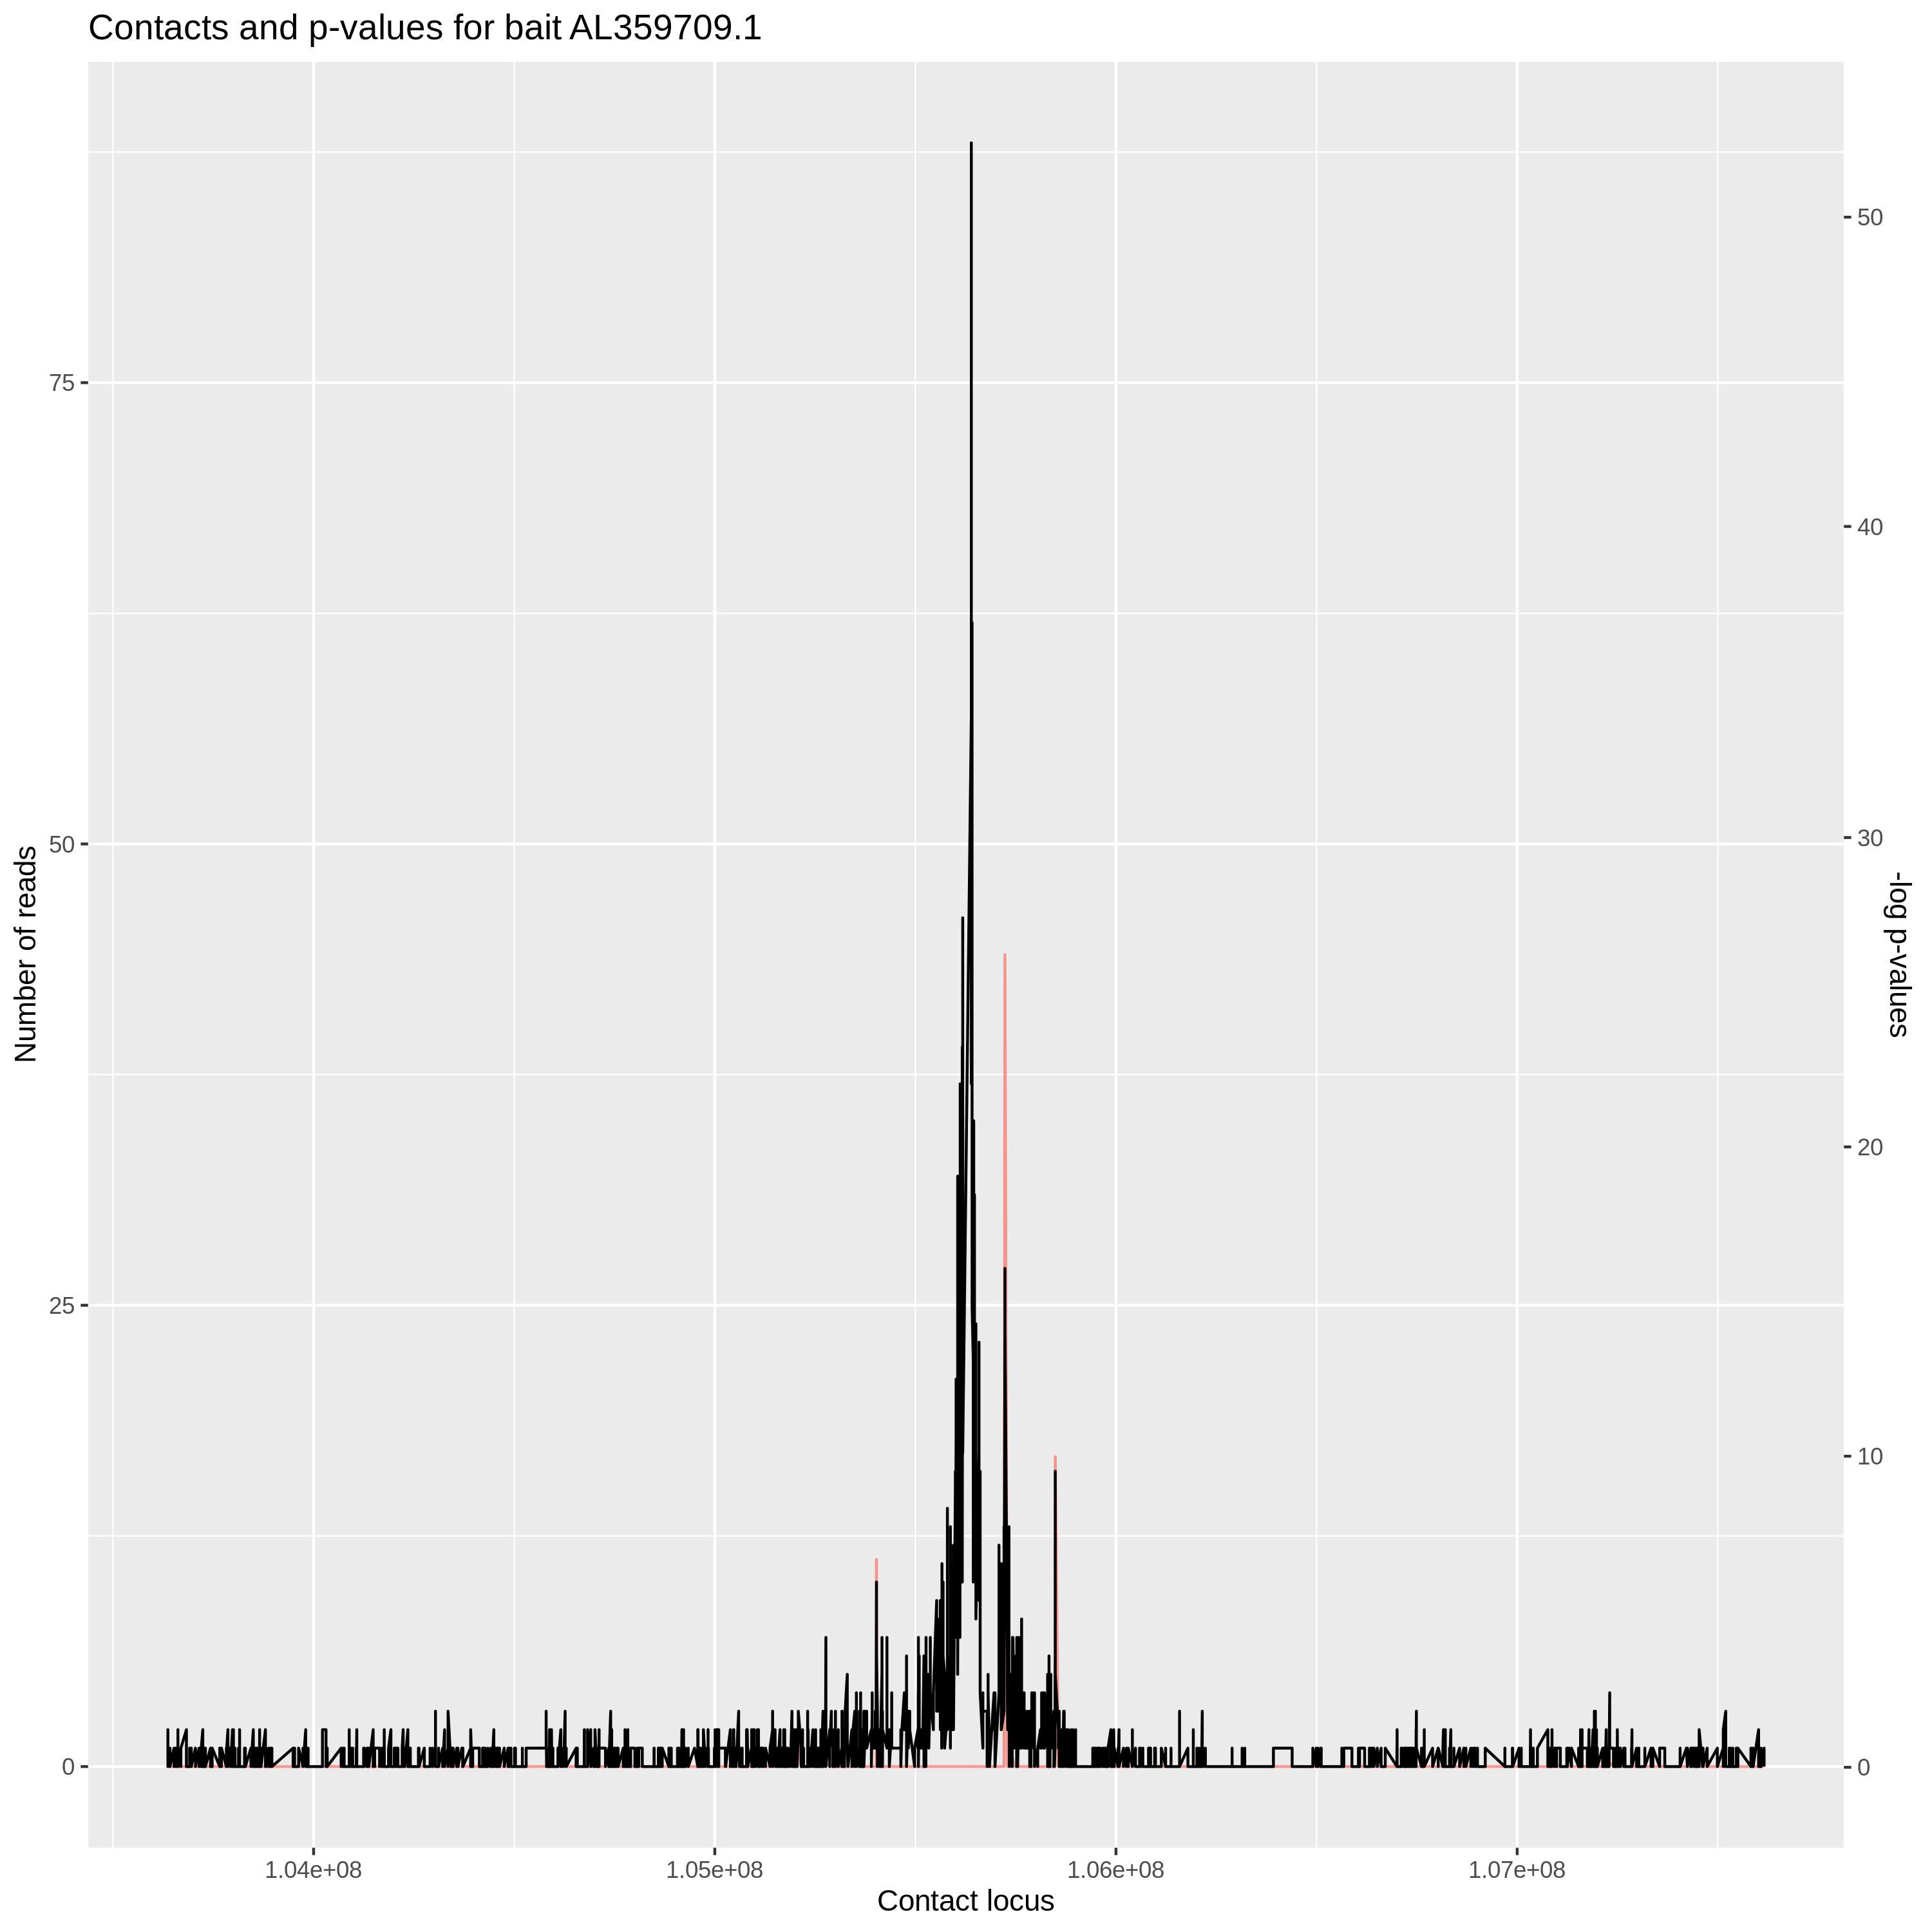 Contacts and p-values for bait AL359709.1
Number of reads
75
50
25
0
50
40
30
20
10
0
-log p-values
1.04e+08 1.05e+08 1.06e+08 1.07e+08
Contact locus